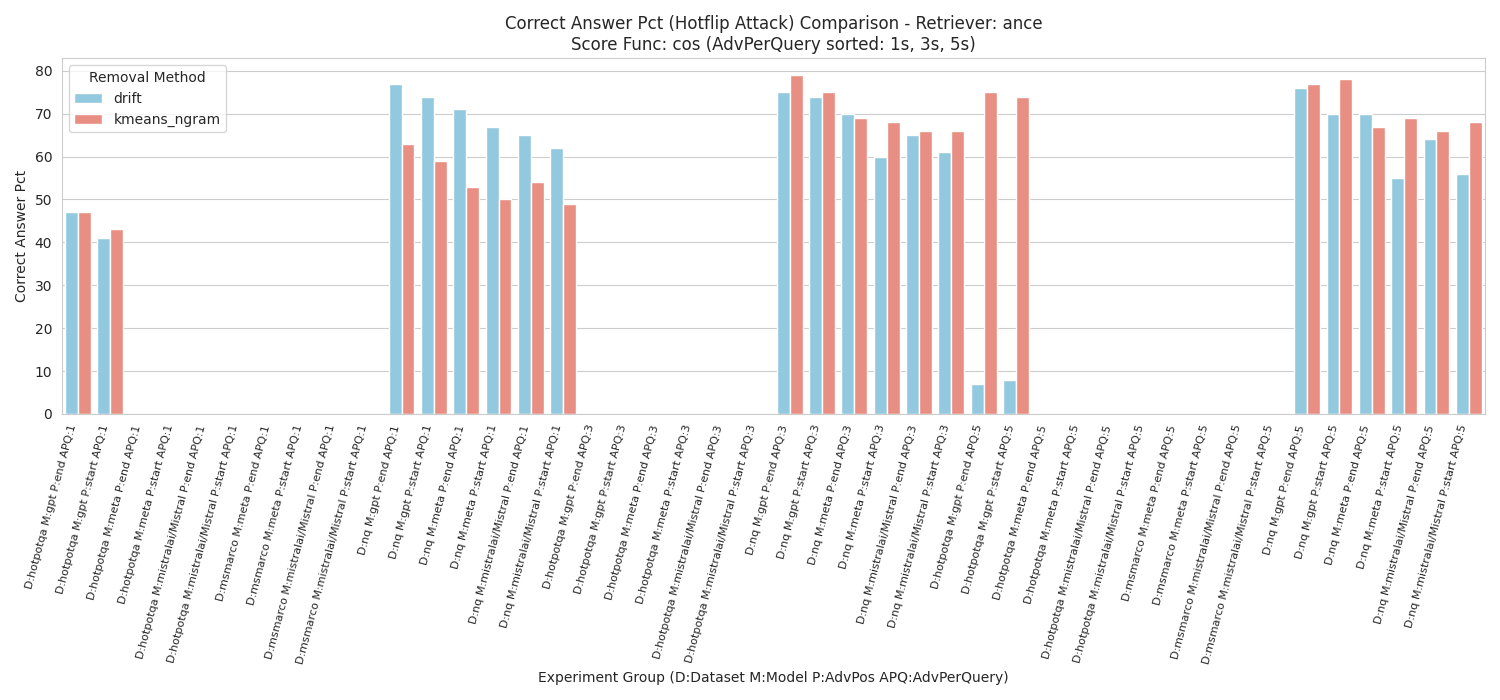 Correct Answer Pct (Hotflip Attack) Comparison - Retriever: ance
Score Func: cos (AdvPerQuery sorted: 1s, 3s, 5s)
Removal Method
drift
kmeans_ngram
Correct Answer Pct
80
70
60
50
40
30
20
10
0
D:hotpotqa M:gpt P:end APQ:1
D:hotpotqa M:gpt P:start APQ:1
D:hotpotqa M:meta P:end APQ:1
D:hotpotqa M:meta P:start APQ:1
D:hotpotqa M:mistralai/Mistral P:end APQ:1
D:hotpotqa M:mistralai/Mistral P:start APQ:1
D:msmarco M:meta P:end APQ:1
D:msmarco M:meta P:start APQ:1
D:msmarco M:mistralai/Mistral P:end APQ:1
D:msmarco M:mistralai/Mistral P:start APQ:1
D:nq M:gpt P:end APQ:1
D:nq M:gpt P:start APQ:1
D:nq M:meta P:end APQ:1
D:nq M:meta P:start APQ:1
D:nq M:mistralai/Mistral P:end APQ:1
D:nq M:mistralai/Mistral P:start APQ:1
D:hotpotqa M:gpt P:end APQ:3
D:hotpotqa M:gpt P:start APQ:3
D:hotpotqa M:meta P:end APQ:3
D:hotpotqa M:meta P:start APQ:3
D:hotpotqa M:mistralai/Mistral P:end APQ:3
D:hotpotqa M:mistralai/Mistral P:start APQ:3
D:nq M:gpt P:end APQ:3
D:nq M:gpt P:start APQ:3
D:nq M:meta P:end APQ:3
D:nq M:meta P:start APQ:3
D:nq M:mistralai/Mistral P:end APQ:3
D:nq M:mistralai/Mistral P:start APQ:3
D:hotpotqa M:gpt P:end APQ:5
D:hotpotqa M:gpt P:start APQ:5
D:hotpotqa M:meta P:end APQ:5
D:hotpotqa M:meta P:start APQ:5
D:hotpotqa M:mistralai/Mistral P:end APQ:5
D:hotpotqa M:mistralai/Mistral P:start APQ:5
D:msmarco M:meta P:end APQ:5
D:msmarco M:meta P:start APQ:5
D:msmarco M:mistralai/Mistral P:end APQ:5
D:msmarco M:mistralai/Mistral P:start APQ:5
D:nq M:gpt P:end APQ:5
D:nq M:gpt P:start APQ:5
D:nq M:meta P:end APQ:5
D:nq M:meta P:start APQ:5
D:nq M:mistralai/Mistral P:end APQ:5
D:nq M:mistralai/Mistral P:start APQ:5
Experiment Group (D:Dataset M:Model P:AdvPos APQ:AdvPerQuery)